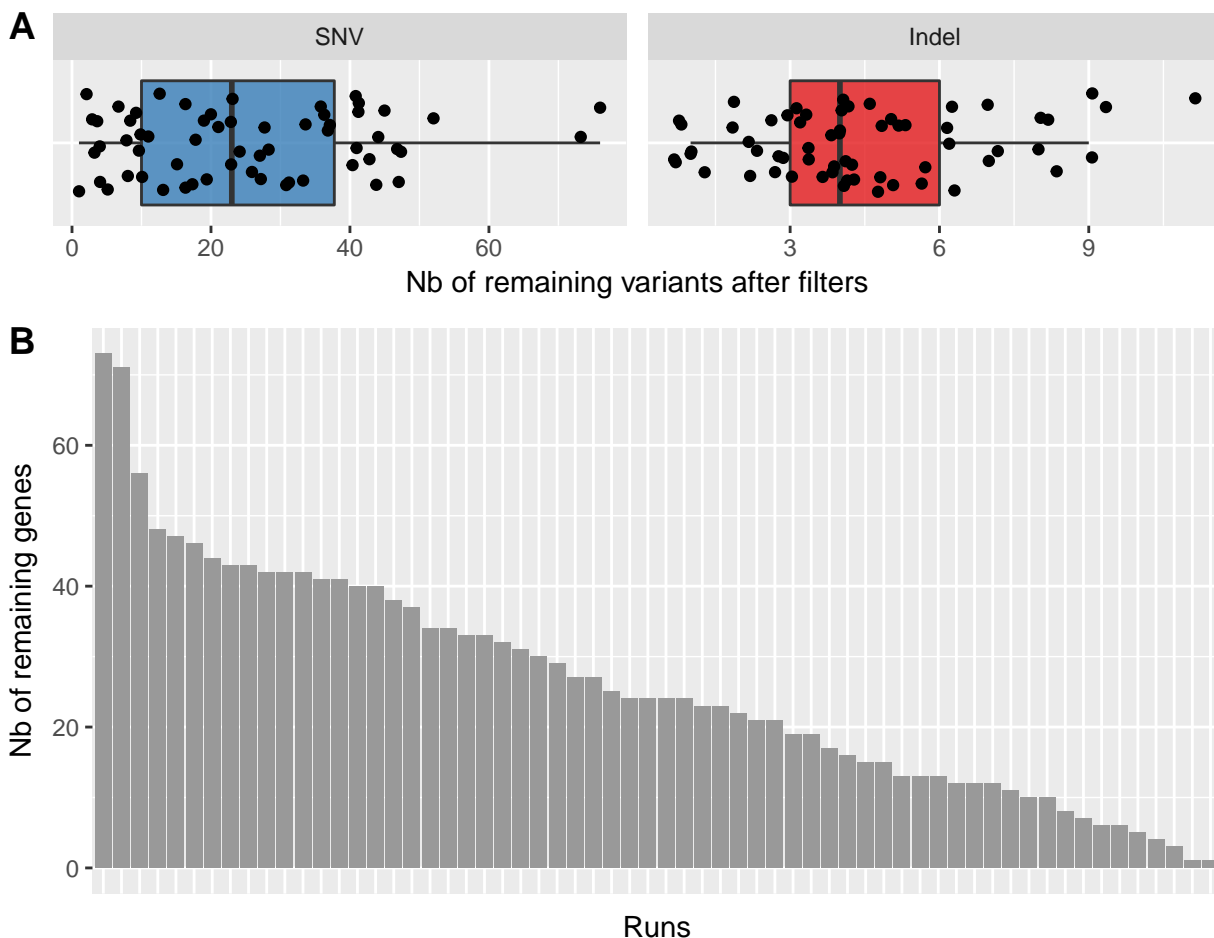 A
SNV Indel
0 20 40 60 3 6 9
Nb of remaining variants after filters
B
60
40
20
0
Nb of remaining genes
Runs